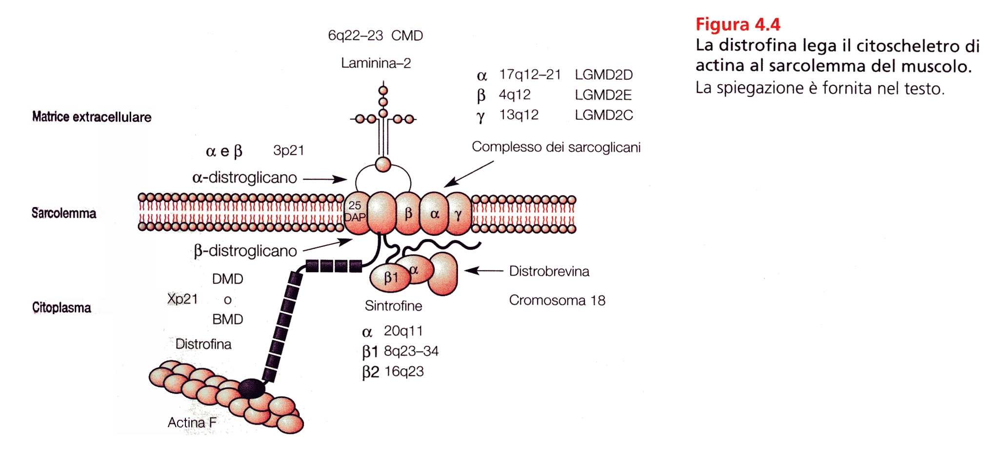 Figura 4.4
La distrofina lega il citoscheletro di
actina al sarcolemma del muscolo.
La spiegazione è fornita nel testo.
6q22–23 CMD
Laminina–2
α 17q12–21 LGMD2D
β 4q12 LGMD2E
γ 13q12 LGMD2C
Matrice extracellulare
Complesso dei sarcoglicani
α e β 3p21
α-distroglicano
25
DAP
β α γ
Sarcolemma
β-distroglicano
β1 α
Distrobrevina
Cromosoma 18
DMD
Xp21 o
BMD
Citoplasma
Sintrofine
α 20q11
β1 8q23–34
β2 16q23
Distrofina
Actina F